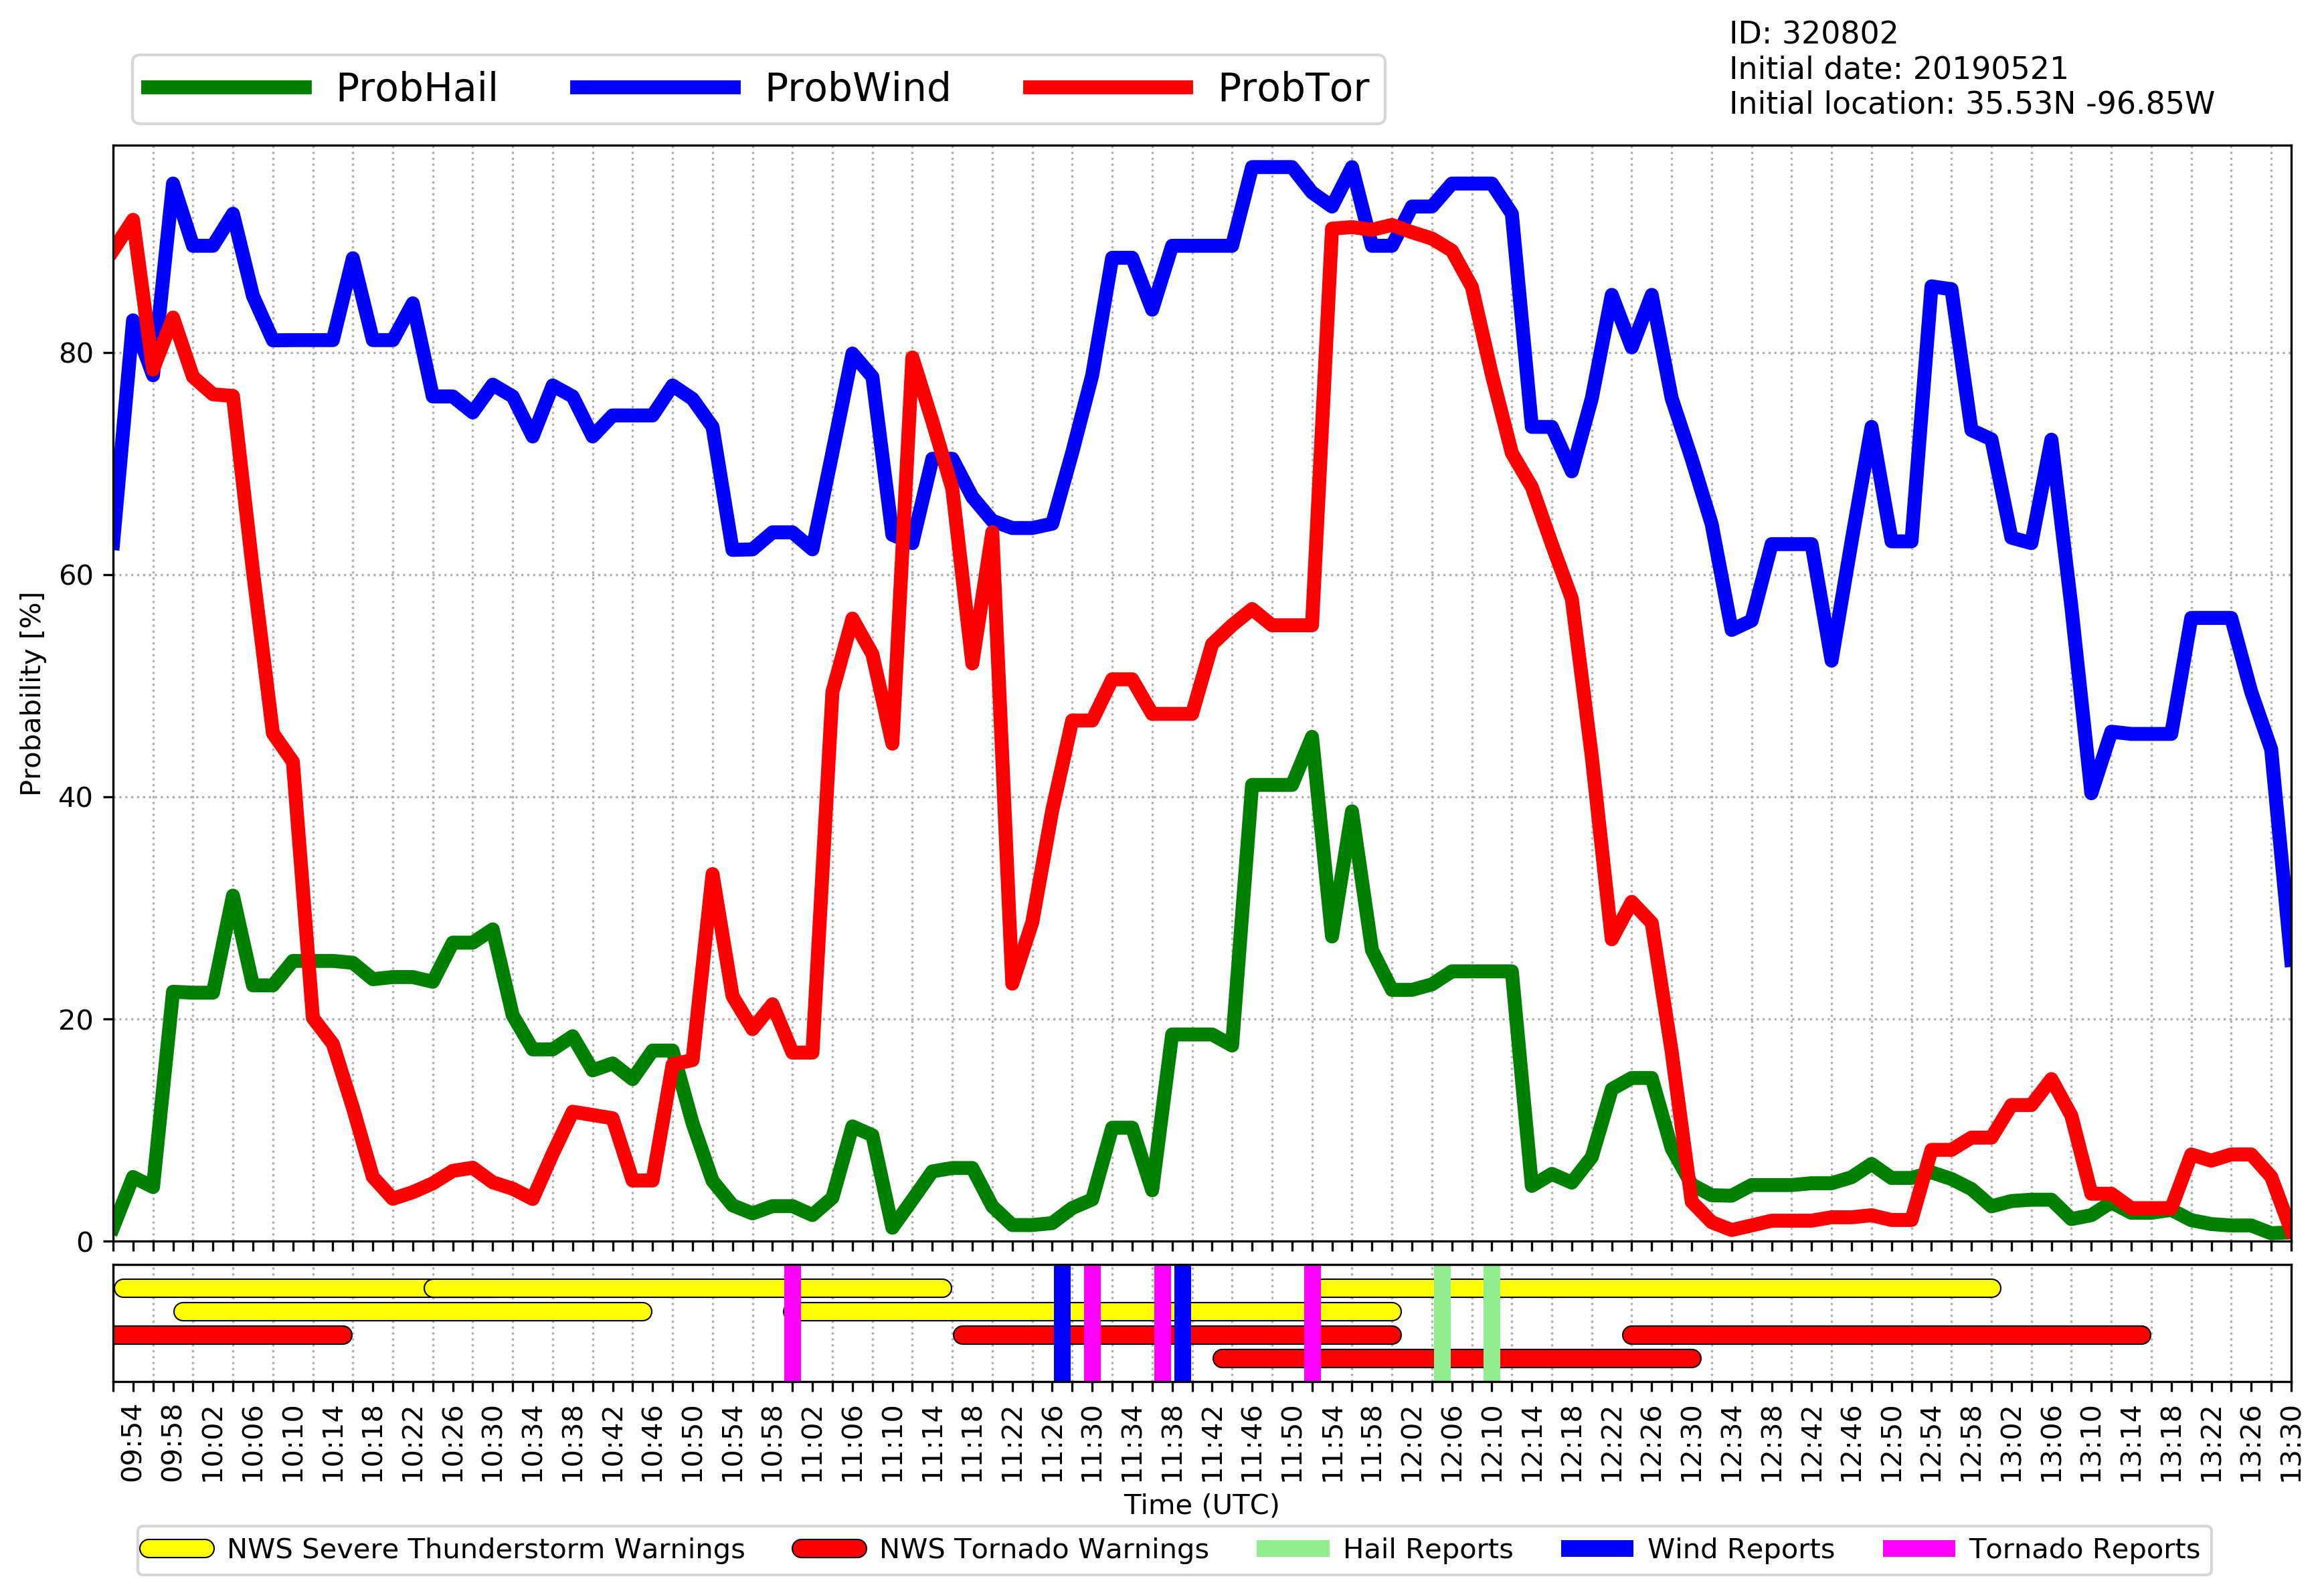 ID: 320802
Initial date: 20190521
Initial location: 35.53N -96.85W
ProbHail ProbWind ProbTor
Probability [%]
80
60
40
20
0
09:54 09:58 10:02 10:06 10:10 10:14 10:18 10:22 10:26 10:30 10:34 10:38 10:42 10:46 10:50 10:54 10:58 11:02 11:06 11:10 11:14 11:18 11:22 11:26 11:30 11:34 11:38 11:42 11:46 11:50 11:54 11:58 12:02 12:06 12:10 12:14 12:18 12:22 12:26 12:30 12:34 12:38 12:42 12:46 12:50 12:54 12:58 13:02 13:06 13:10 13:14 13:18 13:22 13:26 13:30
Time (UTC)
NWS Severe Thunderstorm Warnings NWS Tornado Warnings Hail Reports Wind Reports Tornado Reports